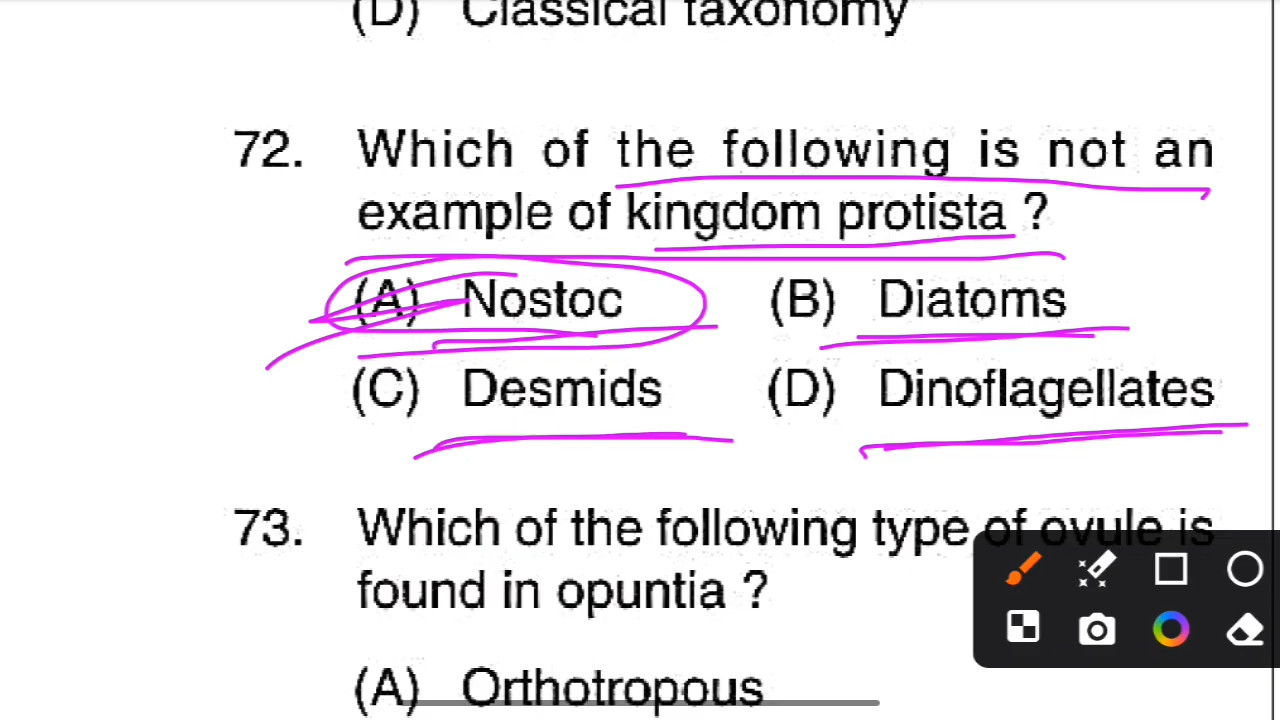 (D) Classical taxonomy
72. Which of the following is not an
example of kingdom protista ?
(A) Nostoc (B) Diatoms
(C) Desmids (D) Dinoflagellates
73. Which of the following type of ovule is
found in opuntia ?
(A) Orthotropous